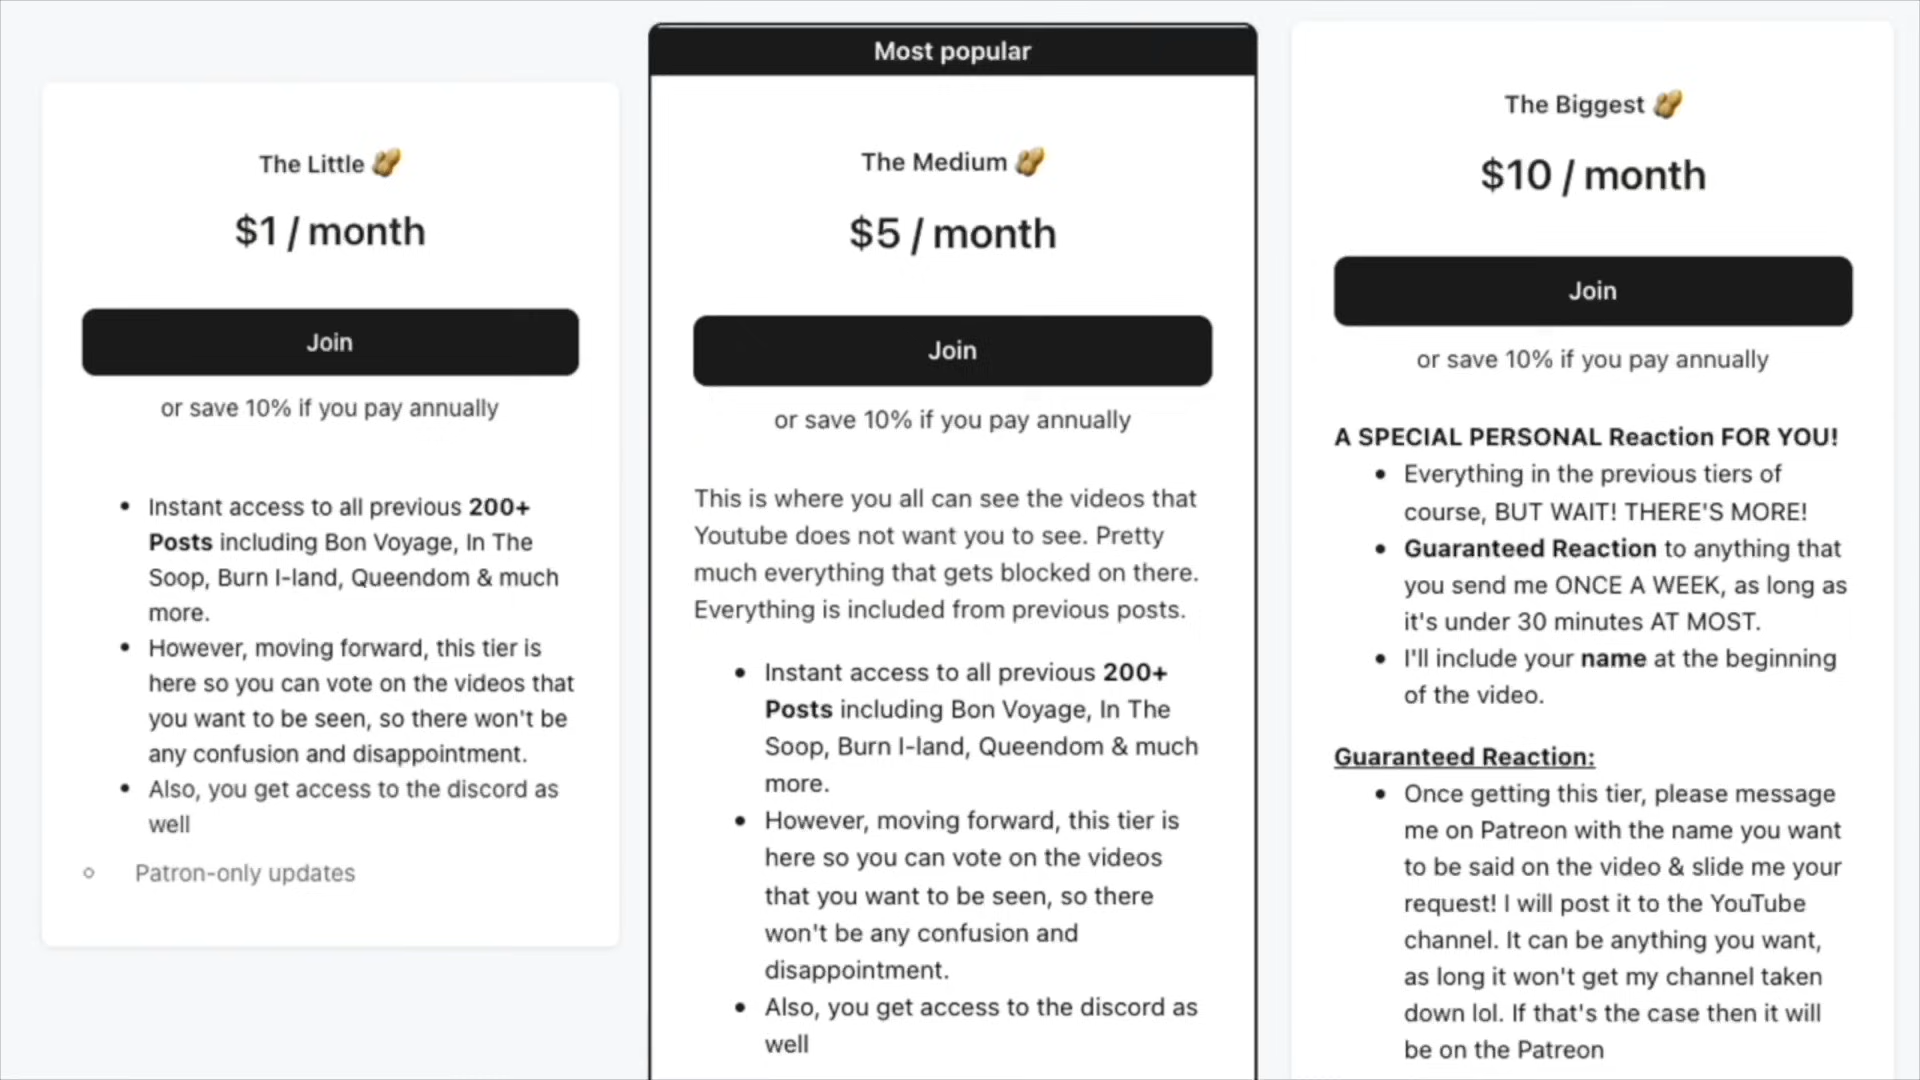 The Little 🥜
$1 / month
Join
or save 10% if you pay annually
• Instant access to all previous 200+
Posts including Bon Voyage, In The
Soop, Burn I-land, Queendom & much
more.
• However, moving forward, this tier is
here so you can vote on the videos that
you want to be seen, so there won't be
any confusion and disappointment.
• Also, you get access to the discord as
well
◦ Patron-only updates
Most popular
The Medium 🥜
$5 / month
Join
or save 10% if you pay annually
This is where you all can see the videos that
Youtube does not want you to see. Pretty
much everything that gets blocked on there.
Everything is included from previous posts.
• Instant access to all previous 200+
Posts including Bon Voyage, In The
Soop, Burn I-land, Queendom & much
more.
• However, moving forward, this tier is
here so you can vote on the videos
that you want to be seen, so there
won't be any confusion and
disappointment.
• Also, you get access to the discord as
well
The Biggest 🥜
$10 / month
Join
or save 10% if you pay annually
A SPECIAL PERSONAL Reaction FOR YOU!
• Everything in the previous tiers of
course, BUT WAIT! THERE'S MORE!
• Guaranteed Reaction to anything that
you send me ONCE A WEEK, as long as
it's under 30 minutes AT MOST.
• I'll include your name at the beginning
of the video.
Guaranteed Reaction:
• Once getting this tier, please message
me on Patreon with the name you want
to be said on the video & slide me your
request! I will post it to the YouTube
channel. It can be anything you want,
as long it won't get my channel taken
down lol. If that's the case then it will
be on the Patreon